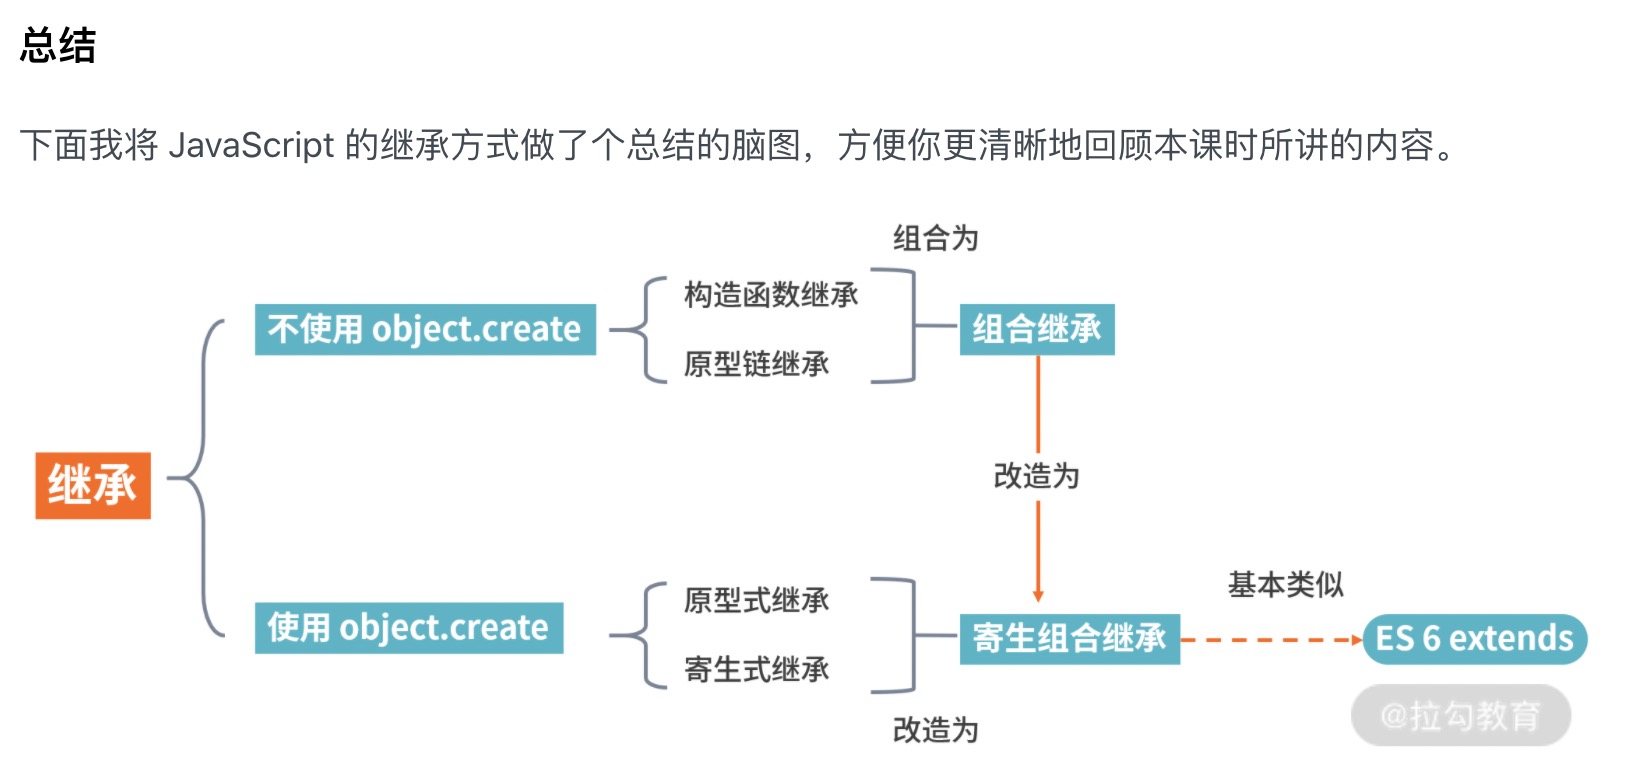 总结
下面我将 JavaScript 的继承方式做了个总结的脑图，方便你更清晰地回顾本课时所讲的内容。
组合为
构造函数继承
不使用 object.create
组合继承
原型链继承
继承
改造为
基本类似
原型式继承
使用 object.create
寄生组合继承
ES 6 extends
寄生式继承
@拉勾教育
改造为